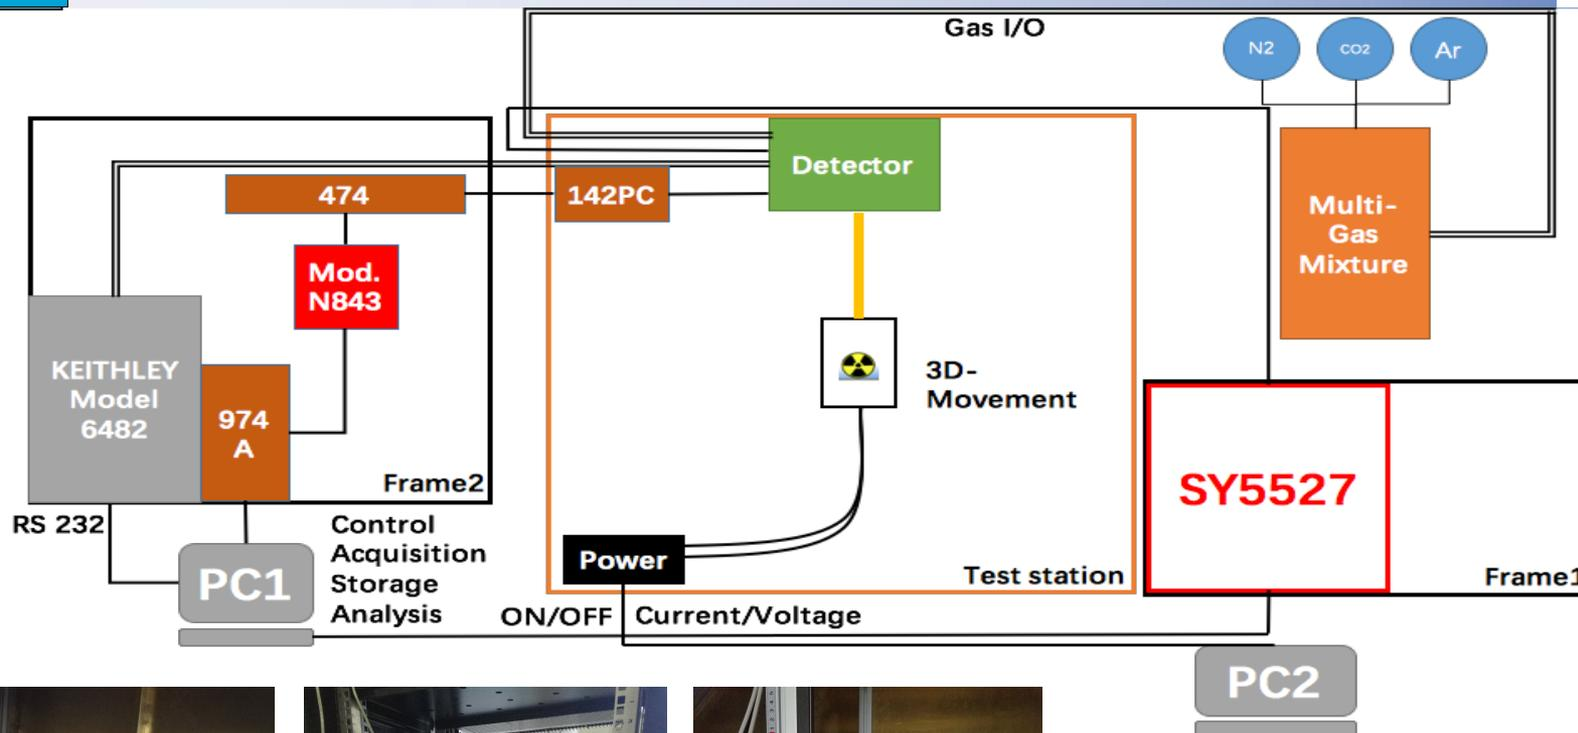 Gas I/O
N2
CO2
Ar
Detector
474
142PC
Multi-
Gas
Mixture
Mod.
N843
KEITHLEY
Model
6482
974
A
3D-
Movement
Frame2
SY5527
RS 232
Control
Acquisition
Storage
Analysis
PC1
Power
Test station
Frame1
ON/OFF
Current/Voltage
PC2